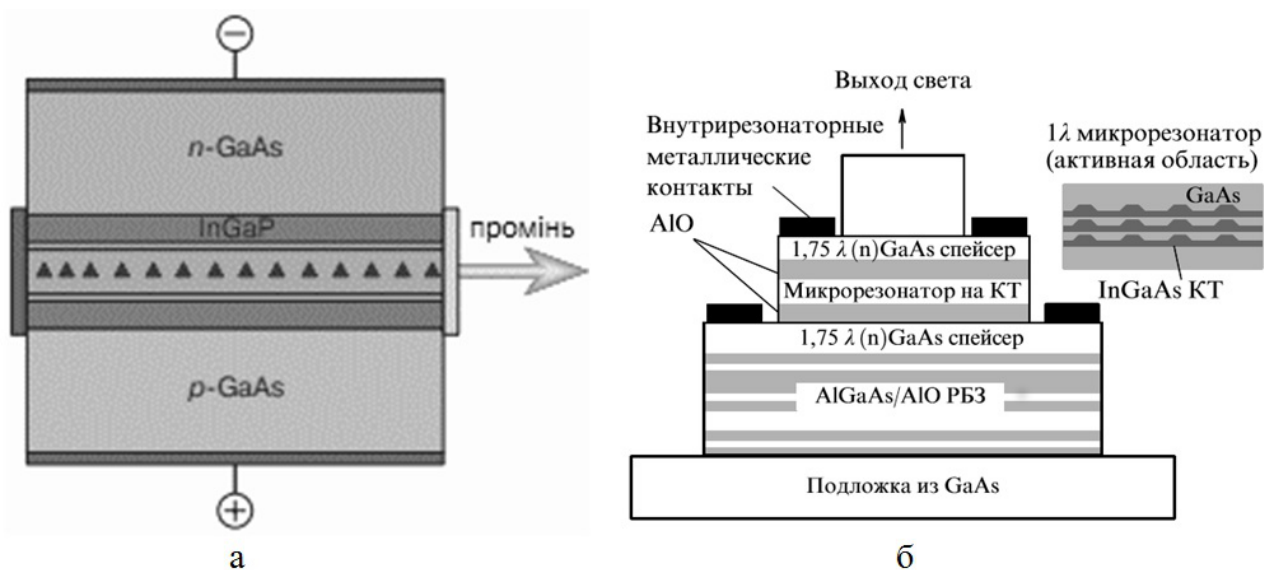 −
n-GaAs
InGaP
промінь
p-GaAs
+
а
Выход света
Внутрирезонаторные
металлические
контакты
AlO
1λ микрорезонатор
(активная область)
GaAs
InGaAs КТ
1,75 λ (n)GaAs спейсер
Микрорезонатор на КТ
1,75 λ (n)GaAs спейсер
AlGaAs/AlO РБЗ
Подложка из GaAs
б